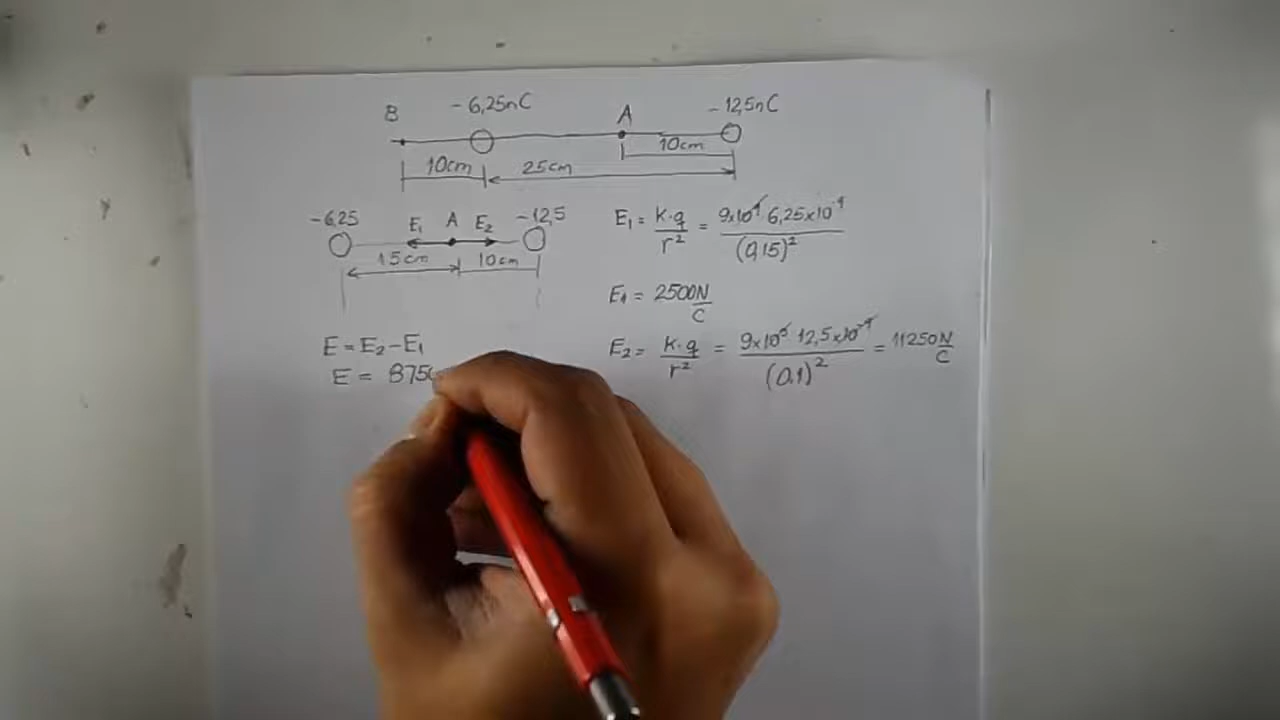 B -6,25nC A -12,5nC
10cm 25cm 10cm
-6,25 E₁ A E₂ -12,5
15cm 10cm
E₁ = k·q/r² = 9x10⁹ 6,25x10⁻⁹/(0,15)²
E₁ = 2500N/C
E = E₂-E₁
E₂ = k·q/r² = 9x10⁹ 12,5x10⁻⁹/(0.1)² = 11250N/C
E = 875